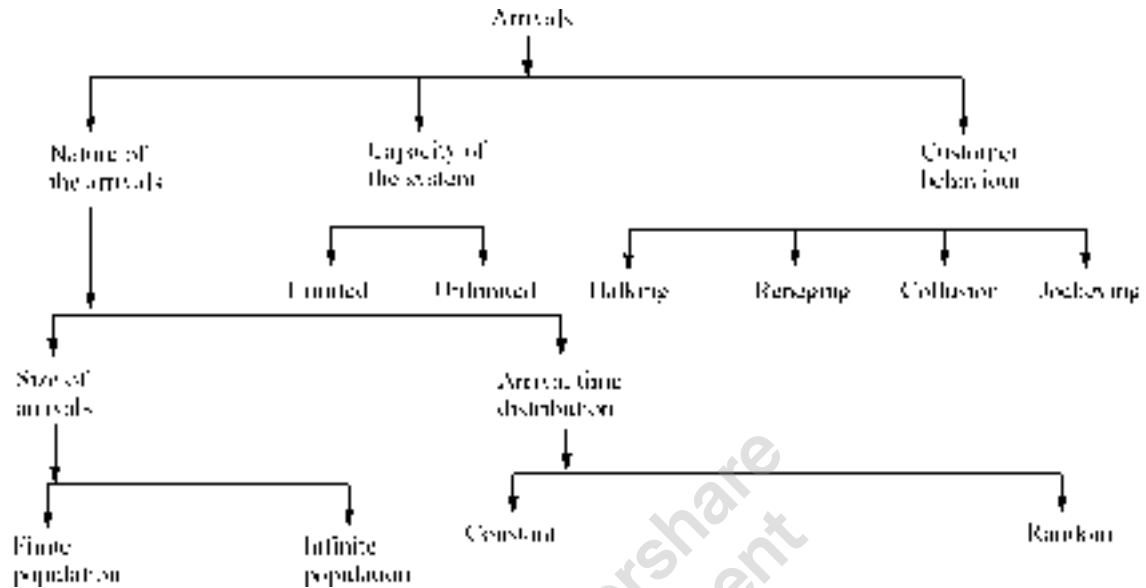 Arrivals
Nature of
the arrivals
Capacity of
the system
Customer
behaviour
Limited
Unlimited
Balking
Reneging
Collusion
Jockeying
Size of
arrivals
Arrival time
distribution
Finite
population
Infinite
population
Constant
Random